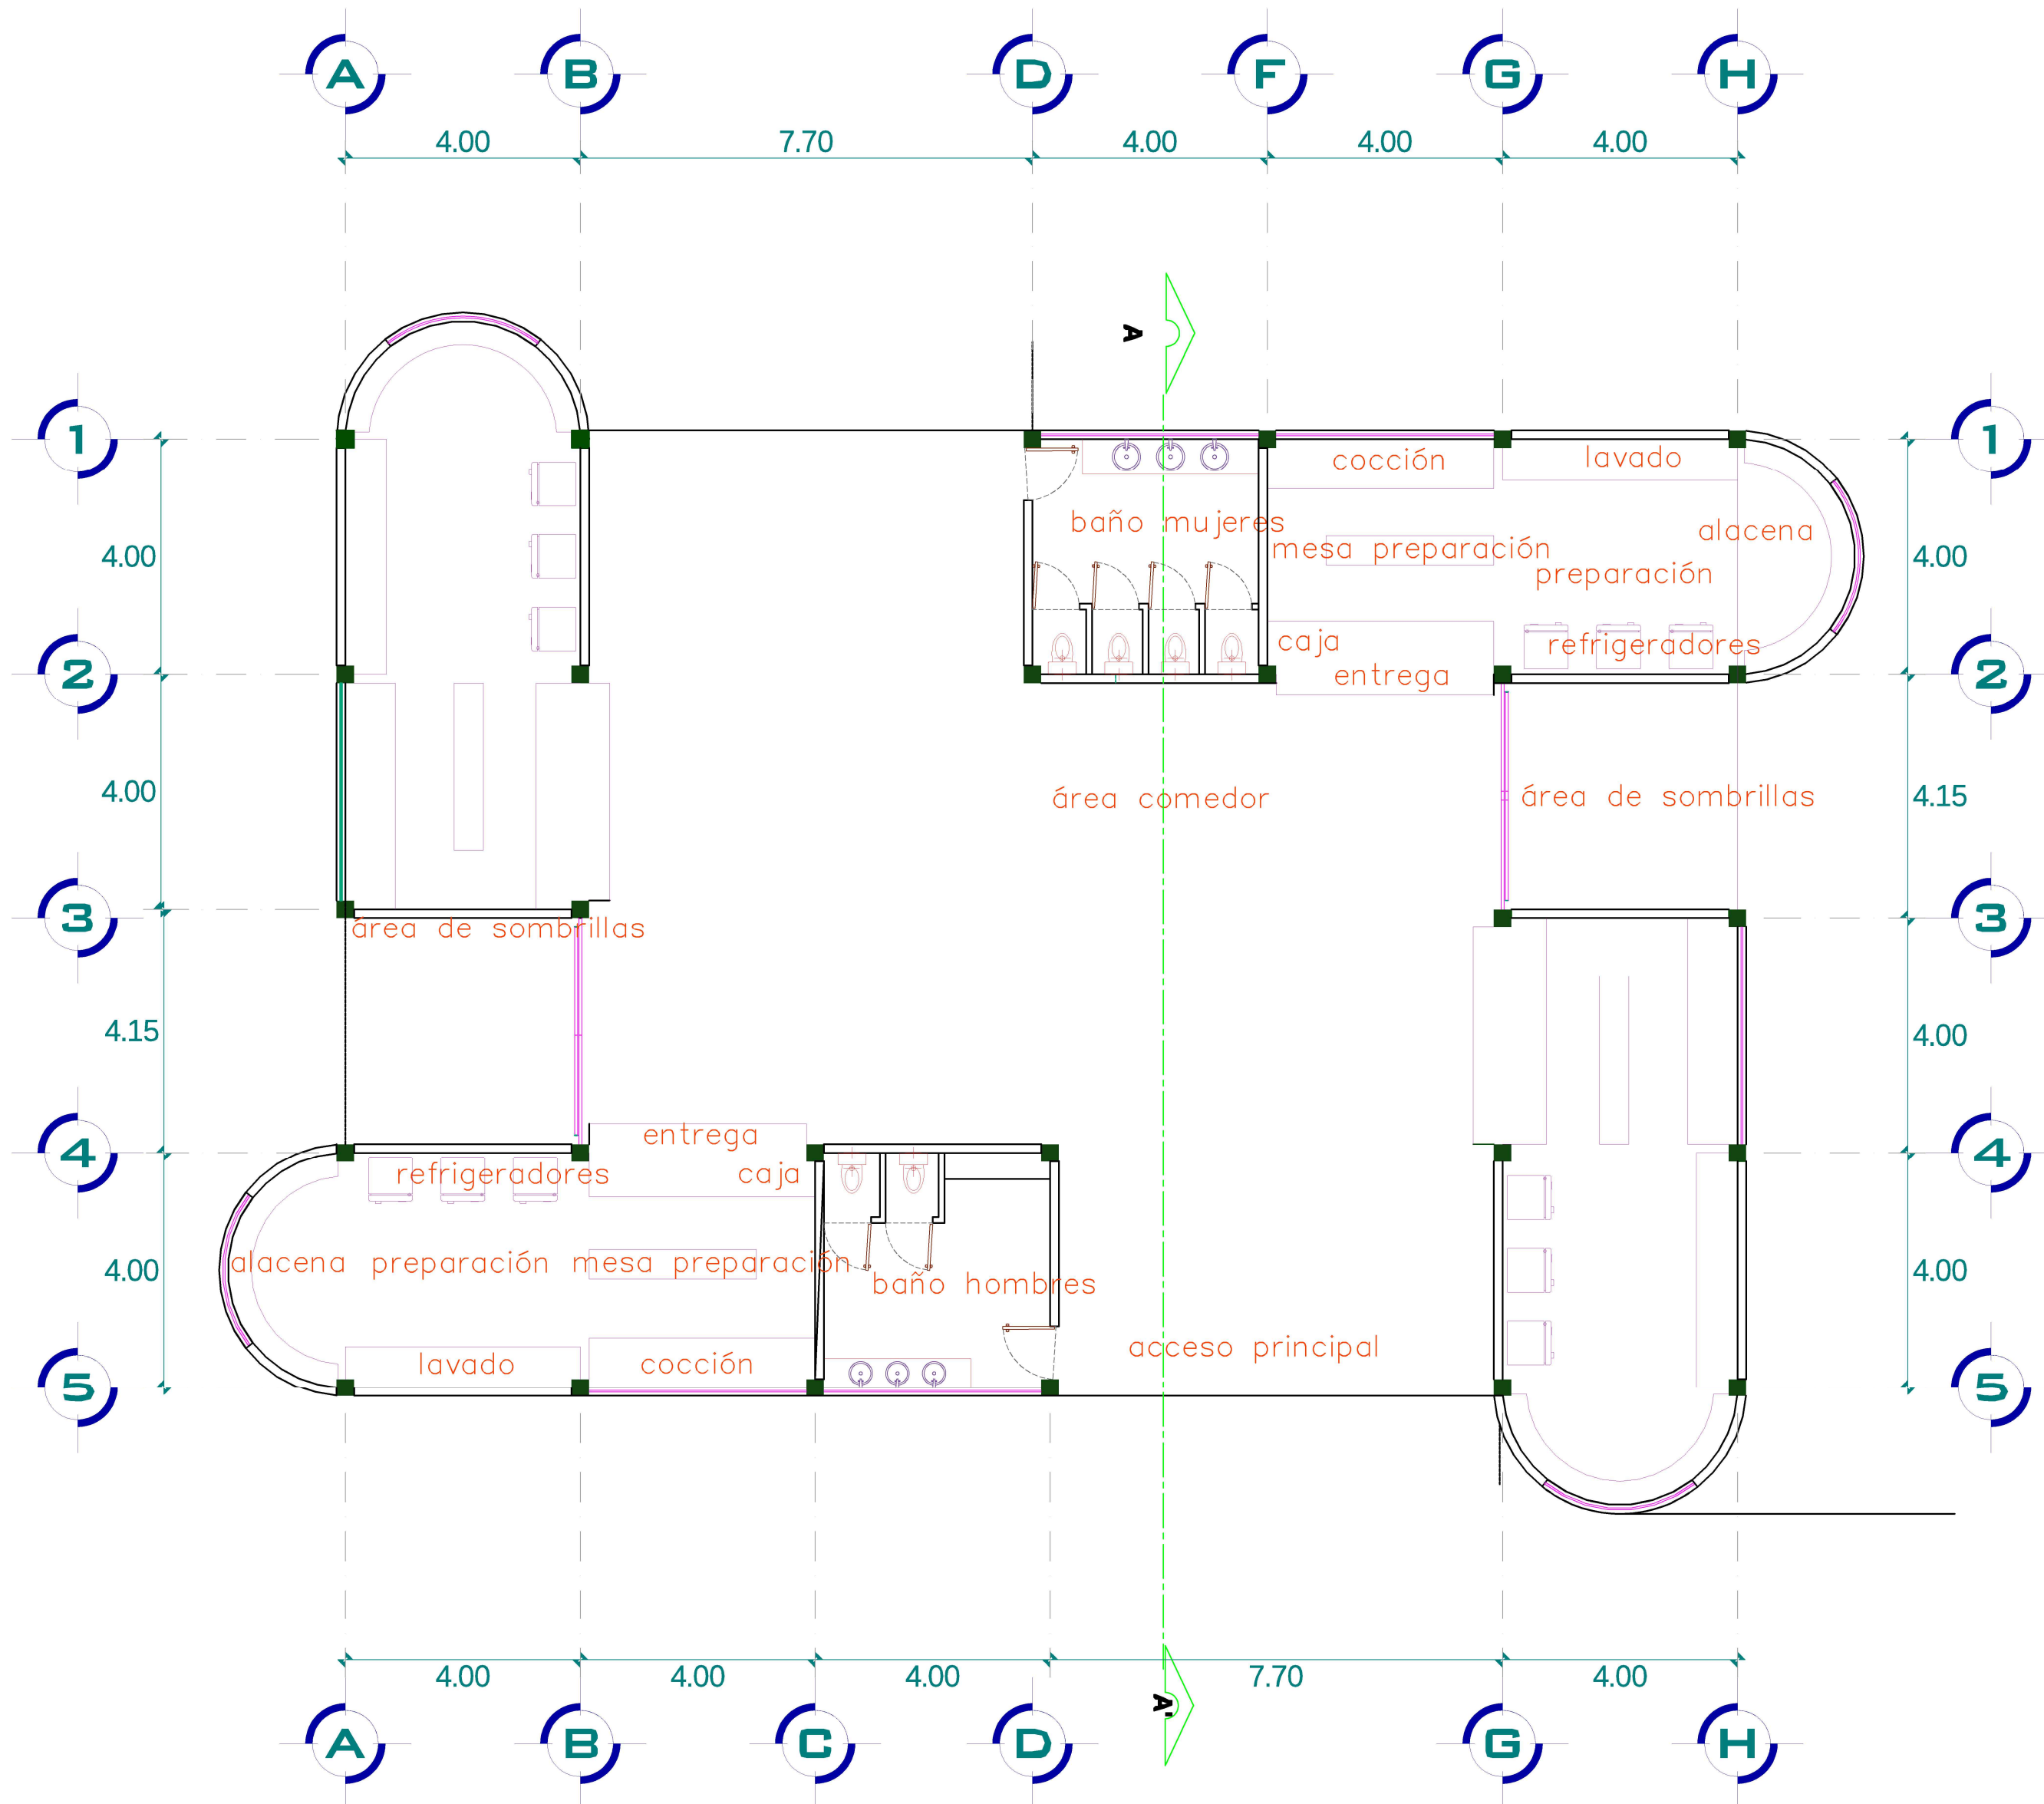 A B D F G H
4.00 7.70 4.00 4.00 4.00
A
1 1
cocción lavado
baño mujeres alacena
mesa preparación
4.00 4.00
preparación
caja refrigeradores
2 entrega 2
4.00 área comedor área de sombrillas 4.15
3 3
área de sombrillas
4.15 4.00
entrega
4 4
refrigeradores caja
alacena preparación mesa preparación
4.00 4.00
baño hombres
acceso principal
lavado cocción
5 5
4.00 4.00 4.00 7.70 4.00
A'
A B C D G H